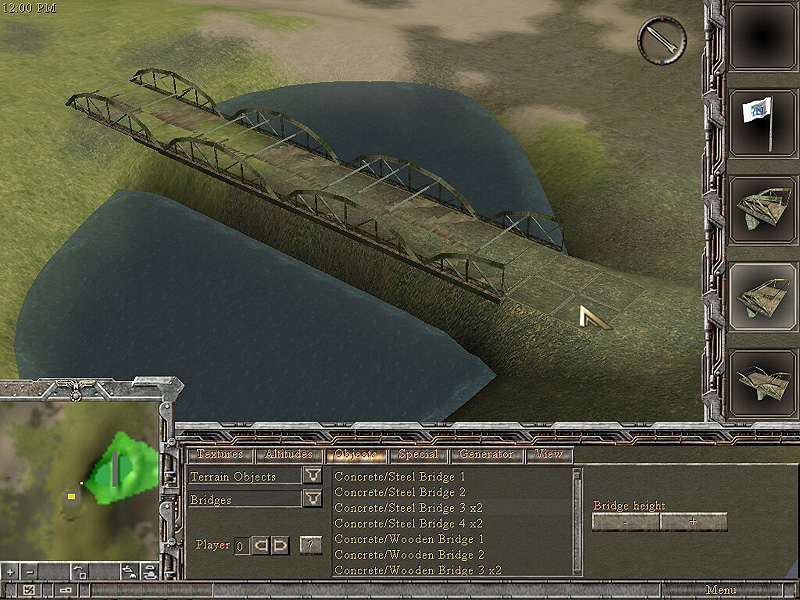 12:00 PM
Textures Altitudes Objects Special Generator View
Terrain Objects
Bridges
Player 0 ?
Concrete/Steel Bridge 1
Concrete/Steel Bridge 2
Concrete/Steel Bridge 3 x2
Concrete/Steel Bridge 4 x2
Concrete/Wooden Bridge 1
Concrete/Wooden Bridge 2
Concrete/Wooden Bridge 3 x2
Bridge height
- +
+ -
Menu